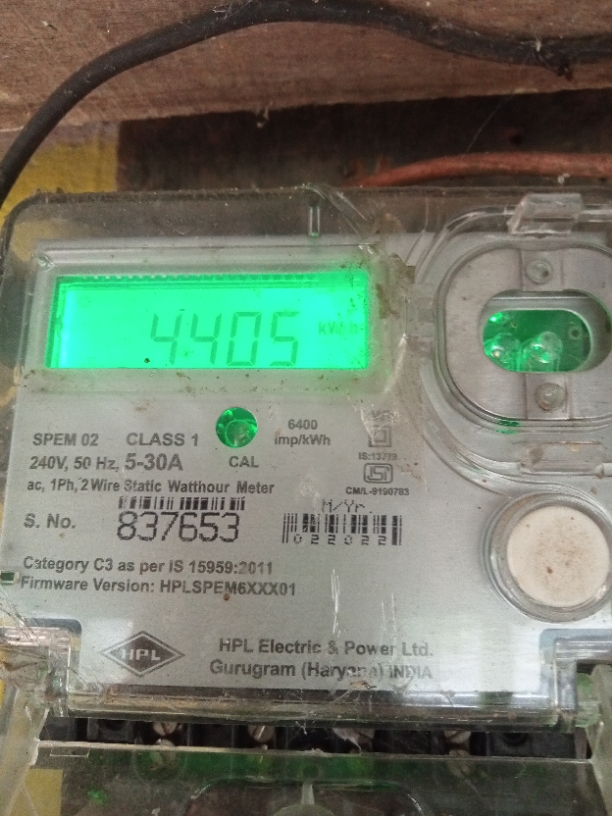 4405 kWh
SPEM 02 CLASS 1
6400
imp/kWh
240V, 50 Hz, 5-30A
CAL
ac, 1Ph, 2 Wire Static Watthour Meter
CM/L-9190783
M/Yr.
S. No. 837653
022022
Category C3 as per IS 15959:2011
Firmware Version: HPLSPEM6XXX01
HPL
HPL Electric & Power Ltd.
Gurugram (Haryana) INDIA